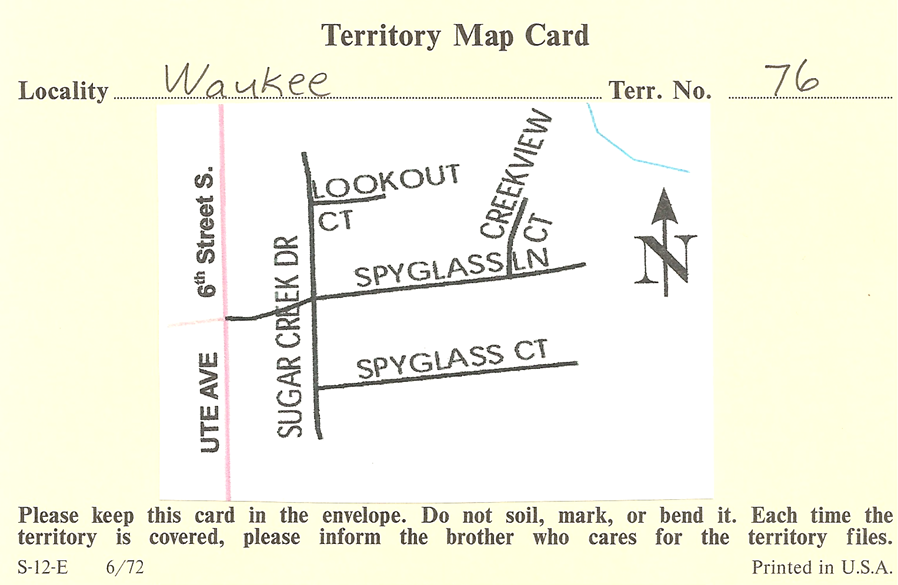 Territory Map Card
Locality Waukee Terr. No. 76
LOOKOUT
CT
CREEKVIEW
CT
6th Street S.
UTE AVE
SUGAR CREEK DR
SPYGLASS LN
SPYGLASS CT
N
Please keep this card in the envelope. Do not soil, mark, or bend it. Each time the
territory is covered, please inform the brother who cares for the territory files.
S-12-E 6/72 Printed in U.S.A.